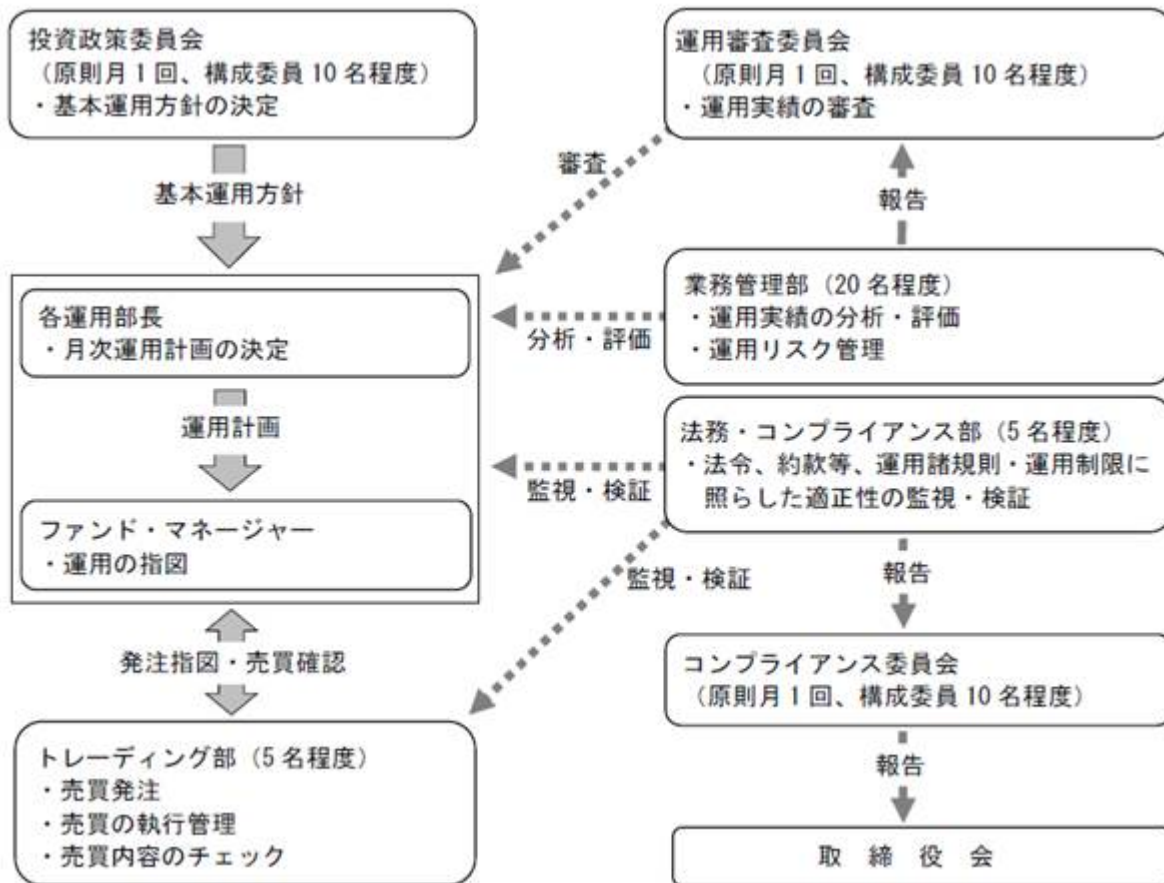 投資政策委員会
（原則月1回、構成委員10名程度）
・基本運用方針の決定
基本運用方針
各運用部長
・月次運用計画の決定
運用計画
ファンド・マネージャー
・運用の指図
発注指図・売買確認
トレーディング部（5名程度）
・売買発注
・売買の執行管理
・売買内容のチェック
運用審査委員会
（原則月1回、構成委員10名程度）
・運用実績の審査
審査
報告
業務管理部（20名程度）
・運用実績の分析・評価
・運用リスク管理
分析・評価
法務・コンプライアンス部（5名程度）
・法令、約款等、運用諸規則・運用制限に
照らした適正性の監視・検証
監視・検証
監視・検証
報告
コンプライアンス委員会
（原則月1回、構成委員10名程度）
報告
取　締　役　会